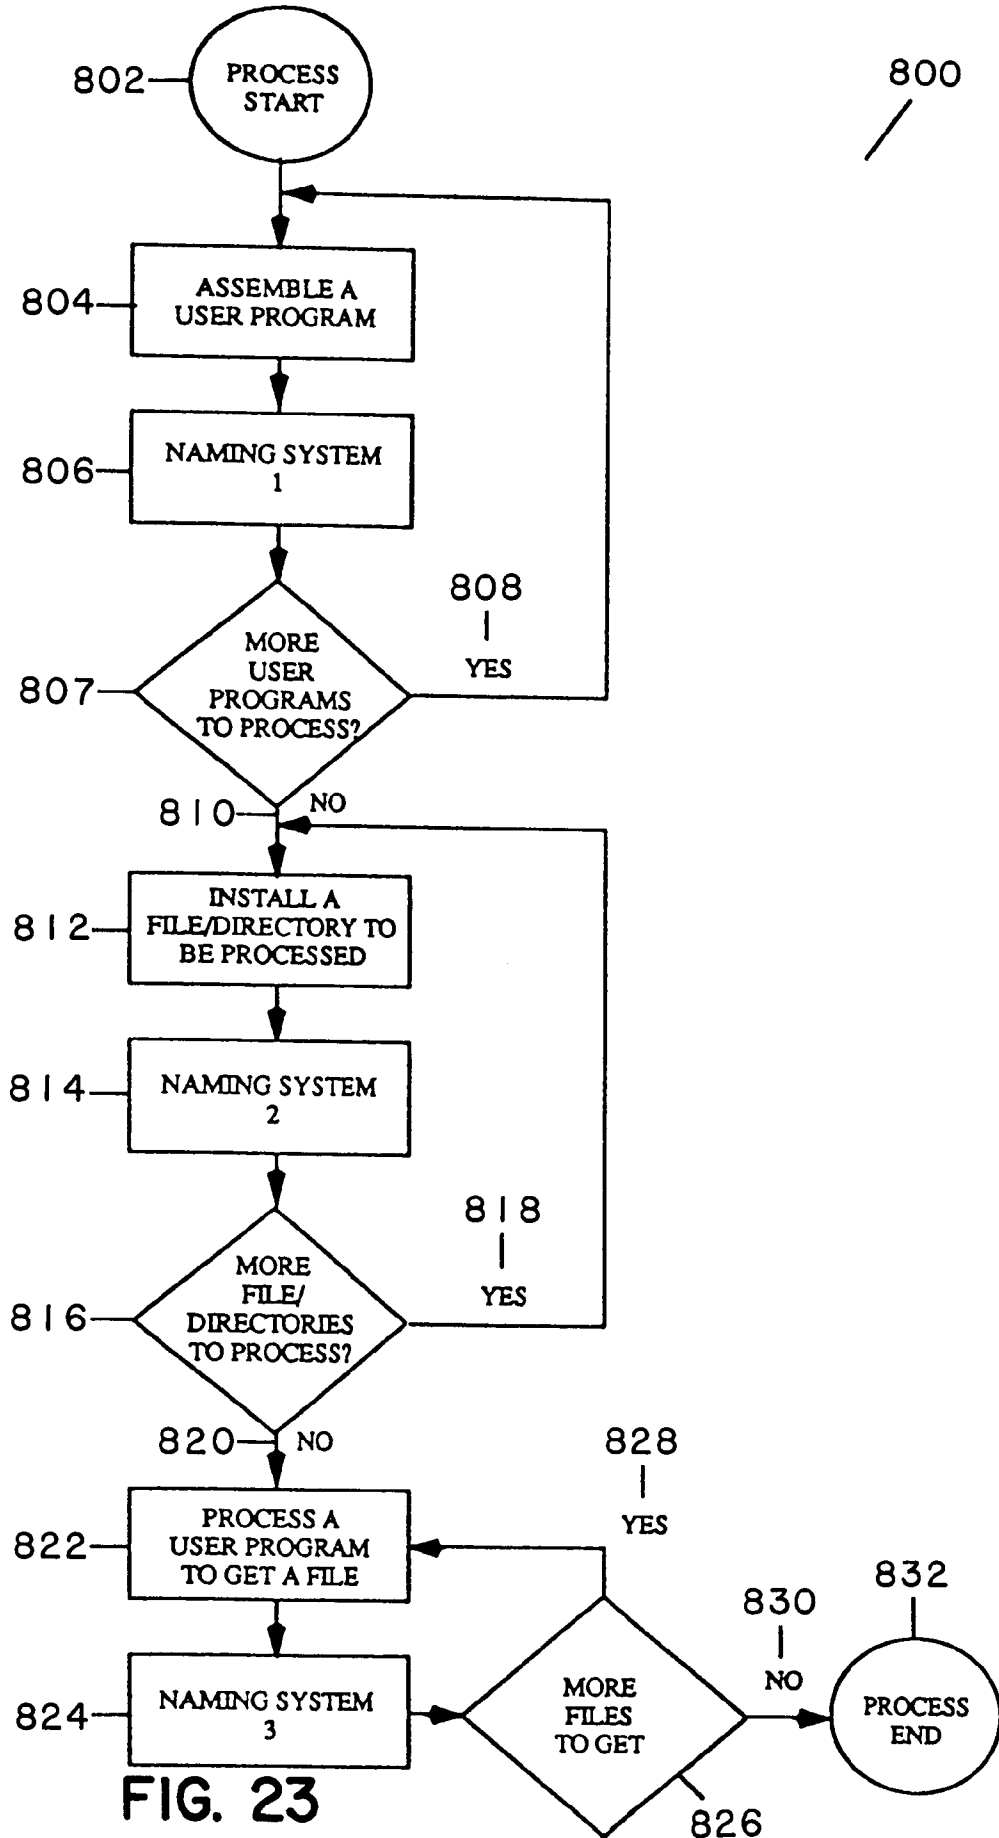 802
PROCESS
START
800
804
ASSEMBLE A
USER PROGRAM
806
NAMING SYSTEM
1
808
YES
807
MORE
USER
PROGRAMS
TO PROCESS?
810
NO
812
INSTALL A
FILE/DIRECTORY TO
BE PROCESSED
814
NAMING SYSTEM
2
818
YES
816
MORE
FILE/
DIRECTORIES
TO PROCESS?
820
NO
828
YES
822
PROCESS A
USER PROGRAM
TO GET A FILE
832
830
NO
824
NAMING SYSTEM
3
MORE
FILES
TO GET
PROCESS
END
826
FIG. 23